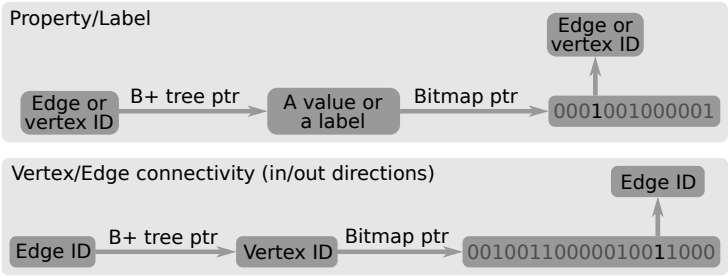 Property/Label
Edge or
vertex ID
Edge or
vertex ID
B+ tree ptr
A value or
a label
Bitmap ptr
0001001000001
Vertex/Edge connectivity (in/out directions)
Edge ID
Edge ID
B+ tree ptr
Vertex ID
Bitmap ptr
00100110000010011000